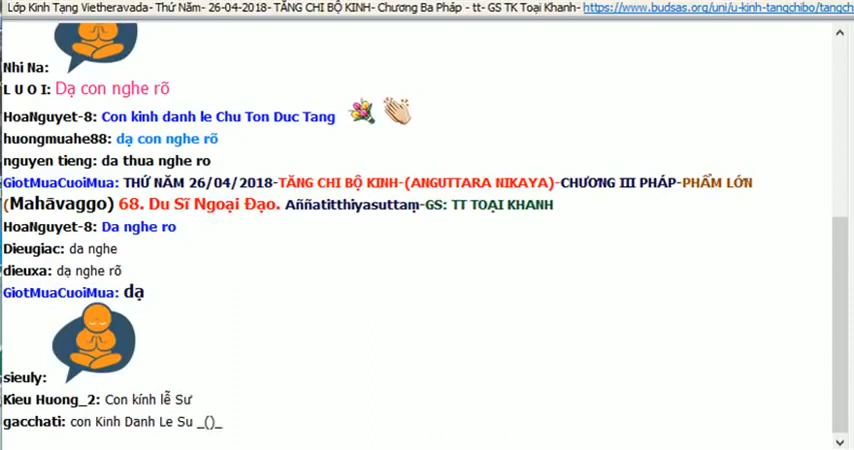 Lớp Kinh Tạng Vietheravada- Thứ Năm- 26-04-2018- TĂNG CHI BỘ KINH- Chương Ba Pháp - tt- GS TK Toại Khanh- https://www.budsas.org/uni/u-kinh-tangchibo/tangch
Nhi Na:
L U O I: Dạ con nghe rõ
HoaNguyet-8: Con kinh danh le Chu Ton Duc Tang
huongmuahe88: dạ con nghe rõ
nguyen tieng: da thua nghe ro
GiotMuaCuoiMua: THỨ NĂM 26/04/2018-TĂNG CHI BỘ KINH-(ANGUTTARA NIKAYA)-CHƯƠNG III PHÁP-PHẨM LỚN
(Mahāvaggo) 68. Du Sĩ Ngoại Đạo. Aññatitthiyasuttaṃ-GS: TT TOẠI KHANH
HoaNguyet-8: Da nghe ro
Dieugiac: da nghe
dieuxa: dạ nghe rõ
GiotMuaCuoiMua: dạ
sieuly:
Kieu Huong_2: Con kính lễ Sư
gacchati: con Kinh Danh Le Su _()_